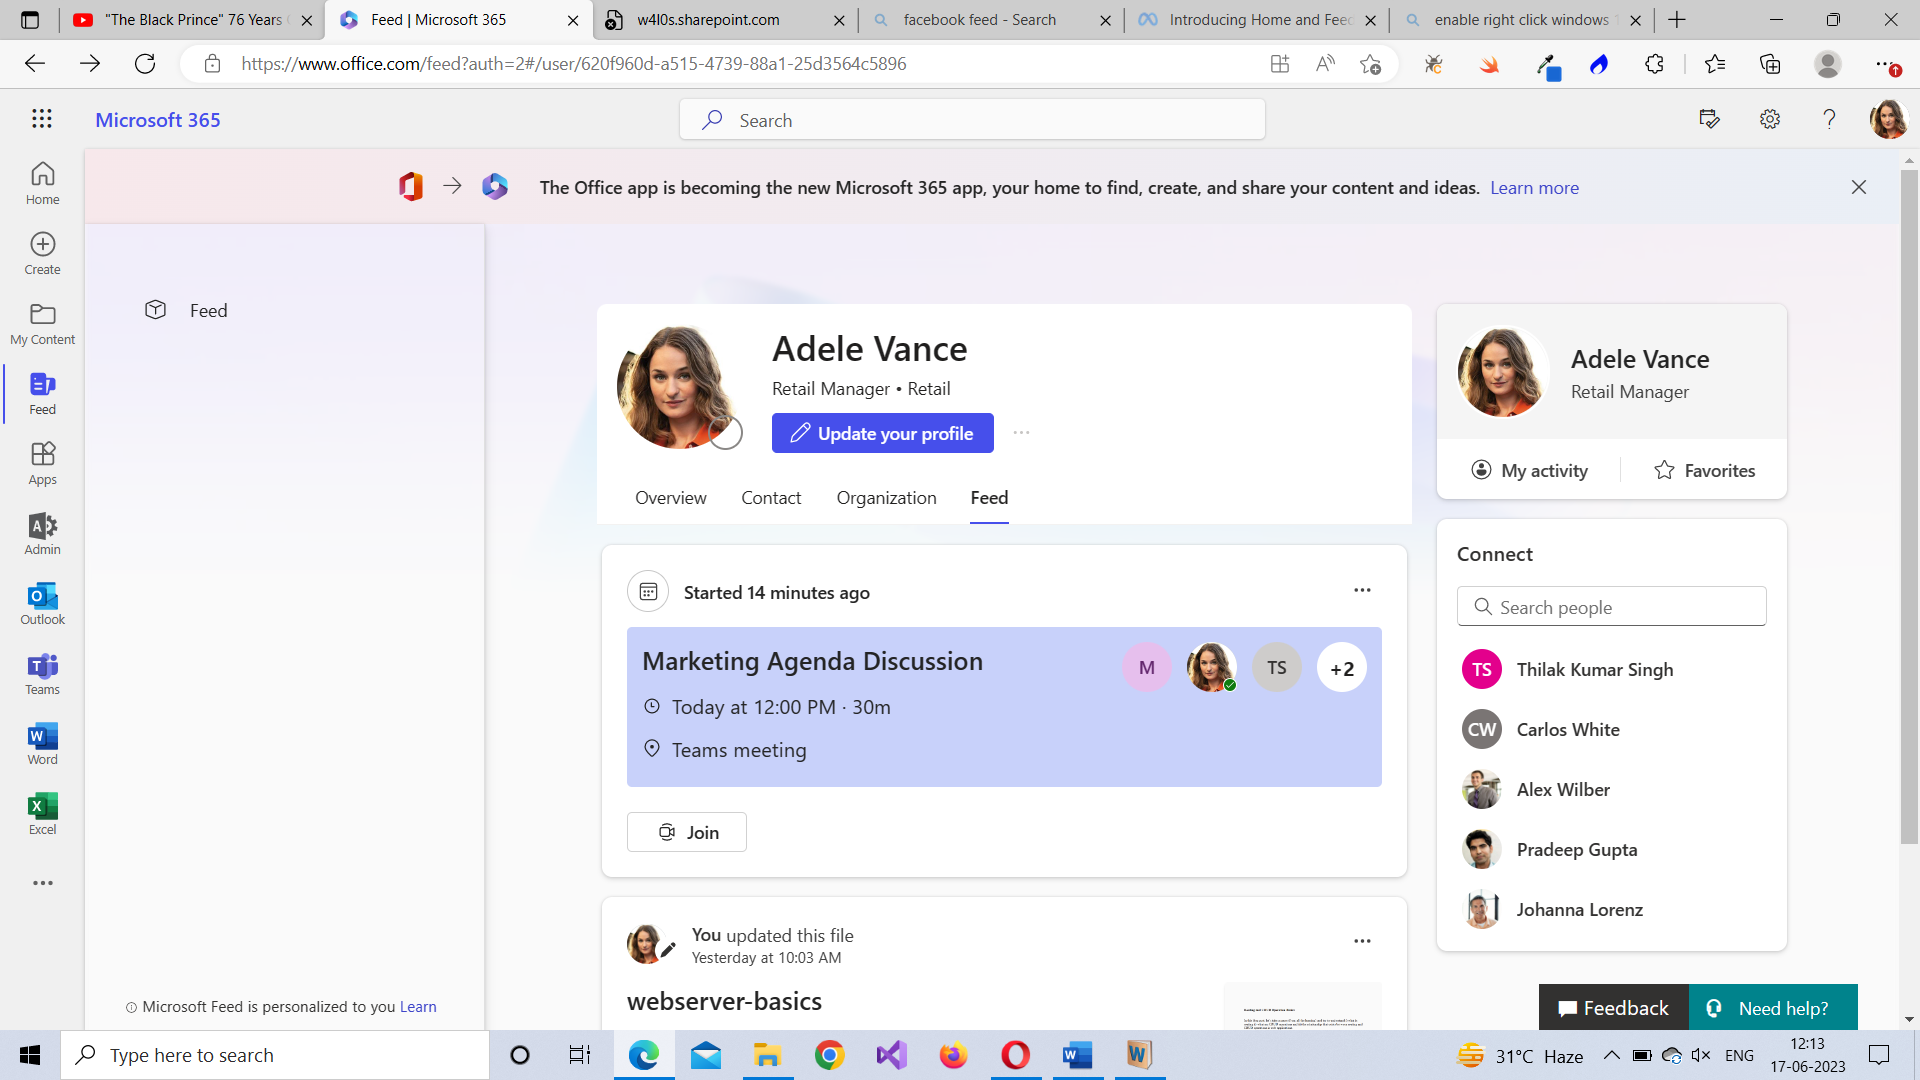 "The Black Prince" 76 Years
Feed | Microsoft 365
w4l0s.sharepoint.com
facebook feed - Search
Introducing Home and Feed
enable right click windows
https://www.office.com/feed?auth=2#/user/620f960d-a515-4739-88a1-25d3564c5896
Microsoft 365
Search
Home
Create
My Content
Feed
Apps
Admin
Outlook
Teams
Word
Excel
The Office app is becoming the new Microsoft 365 app, your home to find, create, and share your content and ideas. Learn more
Feed
Microsoft Feed is personalized to you Learn
Adele Vance
Retail Manager • Retail
Update your profile
Overview Contact Organization Feed
Started 14 minutes ago
Marketing Agenda Discussion
M TS +2
Today at 12:00 PM · 30m
Teams meeting
Join
You updated this file
Yesterday at 10:03 AM
webserver-basics
Adele Vance
Retail Manager
My activity Favorites
Connect
Search people
TS Thilak Kumar Singh
CW Carlos White
Alex Wilber
Pradeep Gupta
Johanna Lorenz
Feedback Need help?
Type here to search
31°C Haze
ENG
12:13
17-06-2023